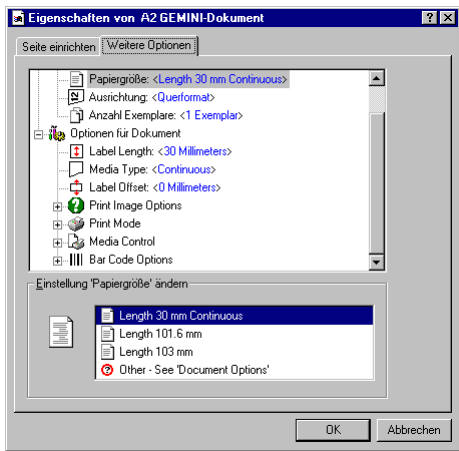 Eigenschaften von A2 GEMINI-Dokument
Seite einrichten Weitere Optionen
Papiergröße: <Length 30 mm Continuous>
Ausrichtung: <Querformat>
Anzahl Exemplare: <1 Exemplar>
Optionen für Dokument
Label Length: <30 Millimeters>
Media Type: <Continuous>
Label Offset: <0 Millimeters>
Print Image Options
Print Mode
Media Control
Bar Code Options
Einstellung 'Papiergröße' ändern
Length 30 mm Continuous
Length 101.6 mm
Length 103 mm
Other - See 'Document Options'
OK Abbrechen